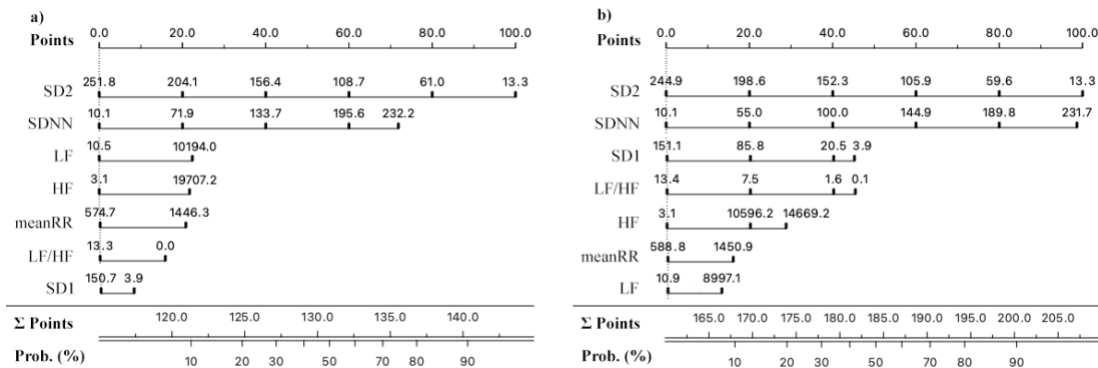 a)
Points 0.0 20.0 40.0 60.0 80.0 100.0
SD2 251.8 204.1 156.4 108.7 61.0 13.3
SDNN 10.1 71.9 133.7 195.6 232.2
LF 10.5 10194.0
HF 3.1 19707.2
meanRR 574.7 1446.3
LF/HF 13.3 0.0
SD1 150.7 3.9
Σ Points 120.0 125.0 130.0 135.0 140.0
Prob. (%) 10 20 30 50 70 80 90
b)
Points 0.0 20.0 40.0 60.0 80.0 100.0
SD2 244.9 198.6 152.3 105.9 59.6 13.3
SDNN 10.1 55.0 100.0 144.9 189.8 231.7
SD1 151.1 85.8 20.5 3.9
LF/HF 13.4 7.5 1.6 0.1
HF 3.1 10596.2 14669.2
meanRR 588.8 1450.9
LF 10.9 8997.1
Σ Points 165.0 170.0 175.0 180.0 185.0 190.0 195.0 200.0 205.0
Prob. (%) 10 20 30 50 70 80 90